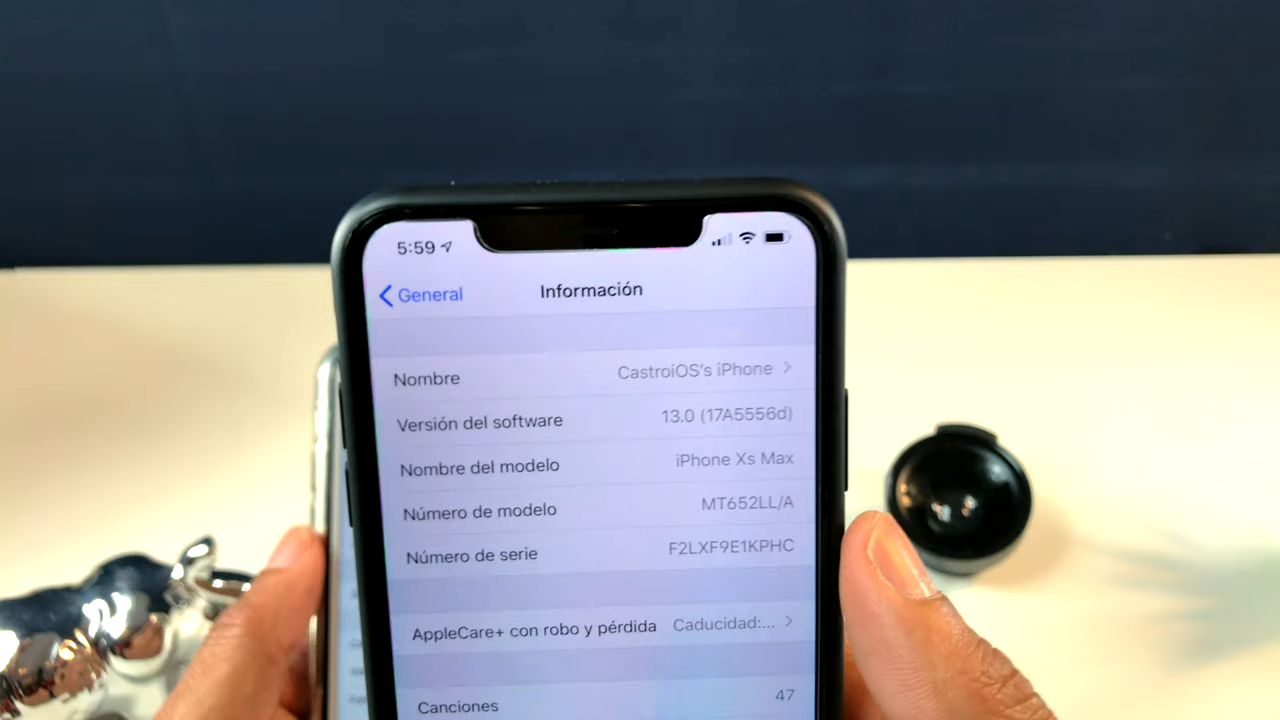 5:59
General
Información
Nombre CastroiOS's iPhone
Versión del software 13.0 (17A5556d)
Nombre del modelo iPhone Xs Max
Número de modelo MT652LL/A
Número de serie F2LXF9E1KPHC
AppleCare+ con robo y pérdida Caducidad:...
Canciones 47